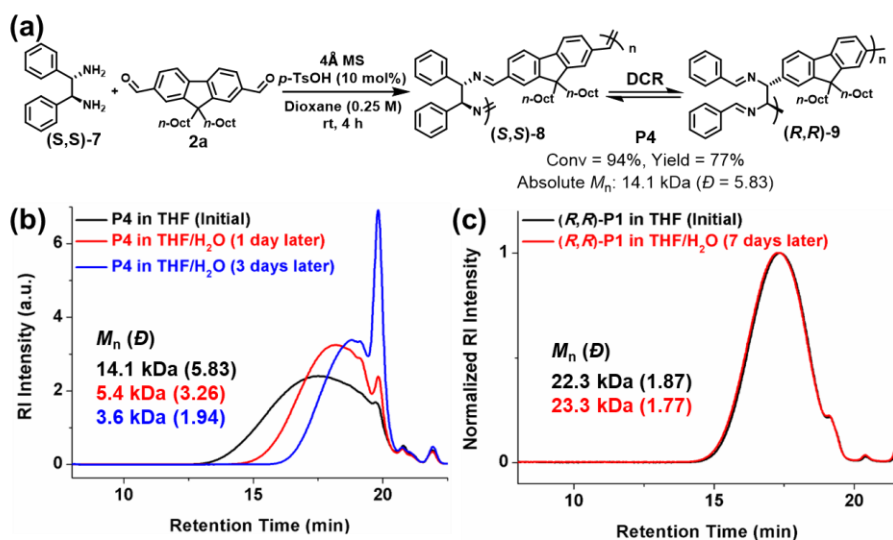 (a)
NH₂
NH₂
(S,S)-7
+
O
O
n-Oct n-Oct
2a
4Å MS
p-TsOH (10 mol%)
Dioxane (0.25 M)
rt, 4 h
N
N
n
n-Oct n-Oct
(S,S)-8
DCR
P4
N
N
n
n-Oct n-Oct
(R,R)-9
Conv = 94%, Yield = 77%
Absolute Mn: 14.1 kDa (Đ = 5.83)
(b)
P4 in THF (Initial)
P4 in THF/H₂O (1 day later)
P4 in THF/H₂O (3 days later)
Mn (Đ)
14.1 kDa (5.83)
5.4 kDa (3.26)
3.6 kDa (1.94)
RI Intensity (a.u.)
6
4
2
0
10 15 20
Retention Time (min)
(c)
(R,R)-P1 in THF (Initial)
(R,R)-P1 in THF/H₂O (7 days later)
Mn (Đ)
22.3 kDa (1.87)
23.3 kDa (1.77)
Normalized RI Intensity
1
0
10 15 20
Retention Time (min)